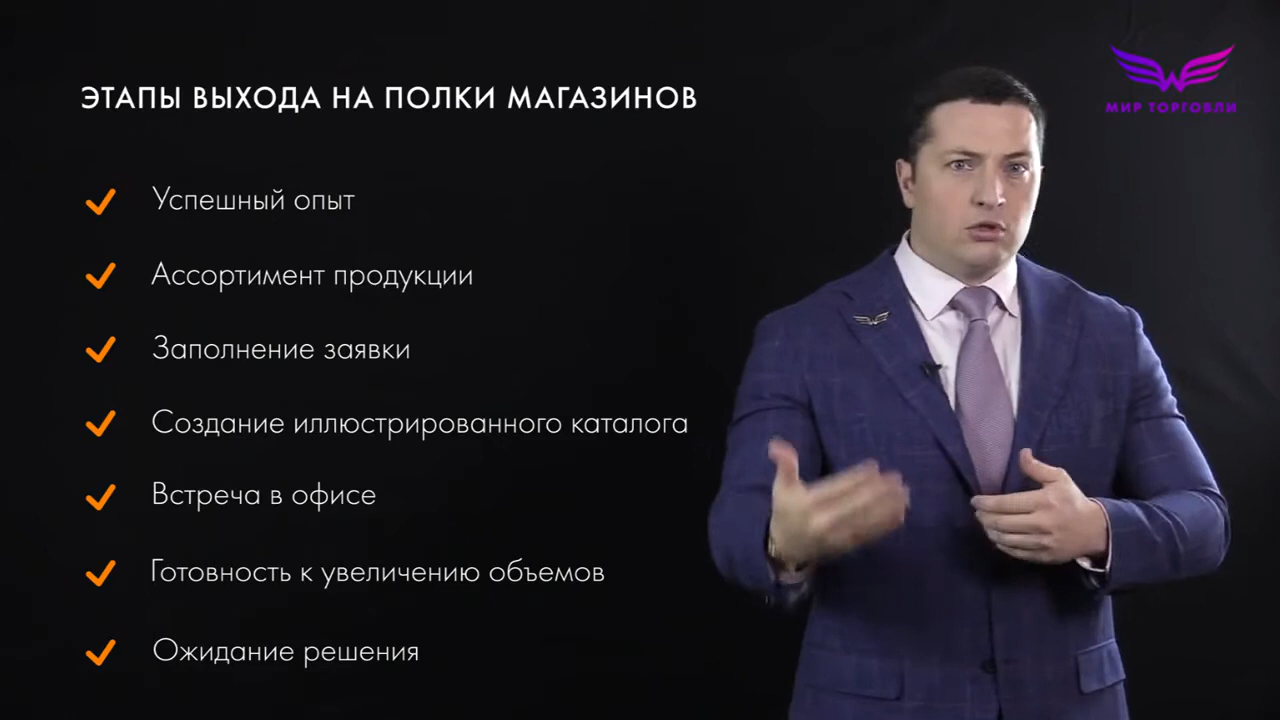 ЭТАПЫ ВЫХОДА НА ПОЛКИ МАГАЗИНОВ
МИР ТОРГОВЛИ
Успешный опыт
Ассортимент продукции
Заполнение заявки
Создание иллюстрированного каталога
Встреча в офисе
Готовность к увеличению объемов
Ожидание решения